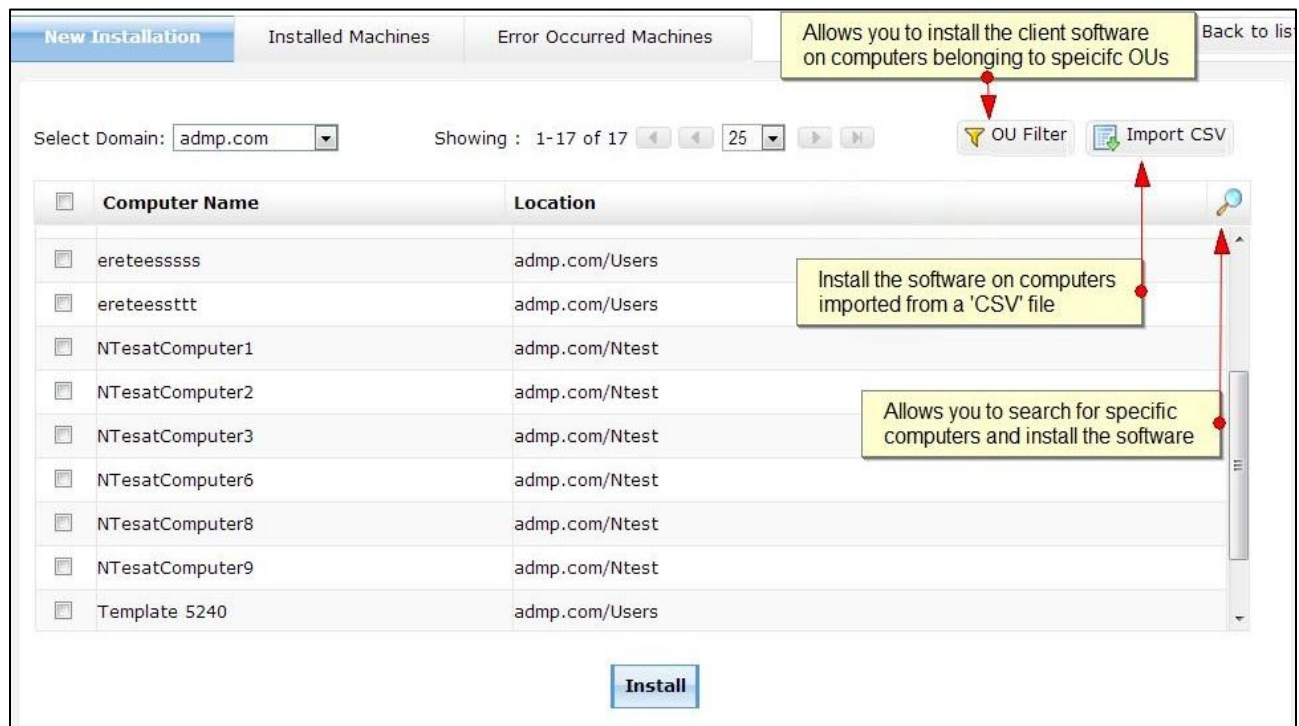 New Installation
Installed Machines
Error Occurred Machines
Allows you to install the client software
on computers belonging to speicifc OUs
Back to lis
Select Domain: admp.com
Showing : 1-17 of 17 25
OU Filter
Import CSV
Computer Name Location
ereteesssss admp.com/Users
ereteessttt admp.com/Users
Install the software on computers
imported from a 'CSV' file
NTesatComputer1 admp.com/Ntest
NTesatComputer2 admp.com/Ntest
Allows you to search for specific
computers and install the software
NTesatComputer3 admp.com/Ntest
NTesatComputer6 admp.com/Ntest
NTesatComputer8 admp.com/Ntest
NTesatComputer9 admp.com/Ntest
Template 5240 admp.com/Users
Install